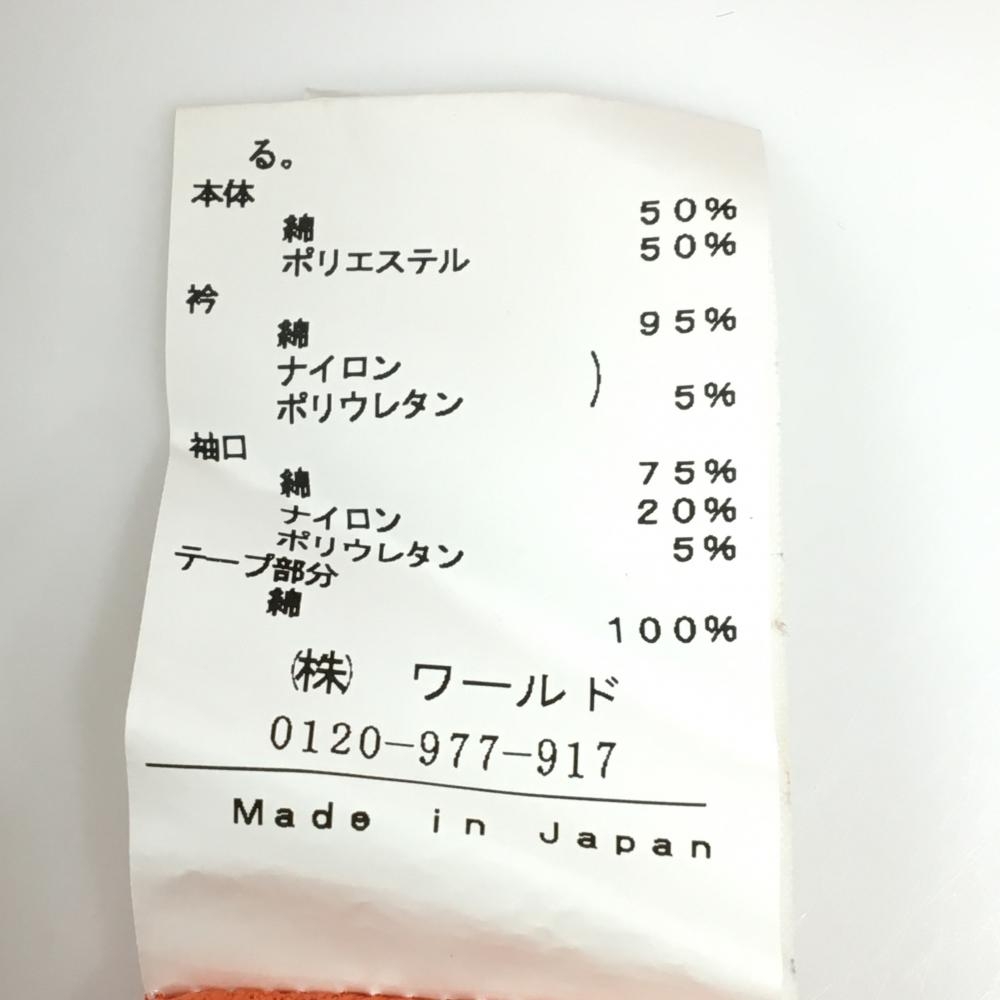 る。
本体
綿 50%
ポリエステル 50%
衿
綿 95%
ナイロン
ポリウレタン ) 5%
袖口
綿 75%
ナイロン 20%
ポリウレタン 5%
テープ部分
綿 100%
㈱ ワールド
0120-977-917
Made in Japan